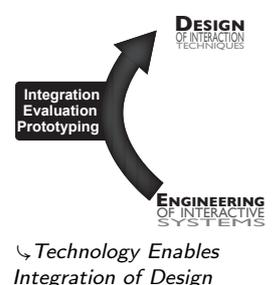 DESIGN
OF INTERACTION
TECHNIQUES
Integration
Evaluation
Prototyping
ENGINEERING
OF INTERACTIVE
SYSTEMS
⤷ Technology Enables
Integration of Design